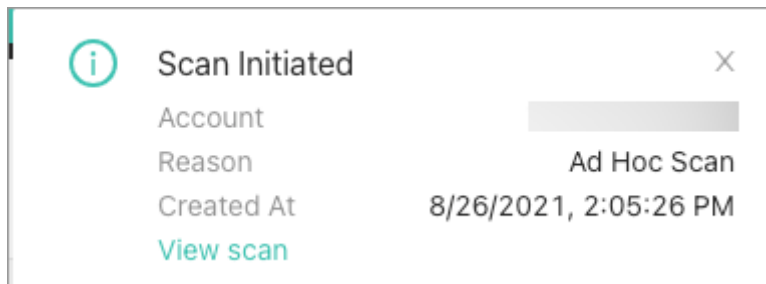 Scan Initiated
Account
Reason Ad Hoc Scan
Created At 8/26/2021, 2:05:26 PM
View scan